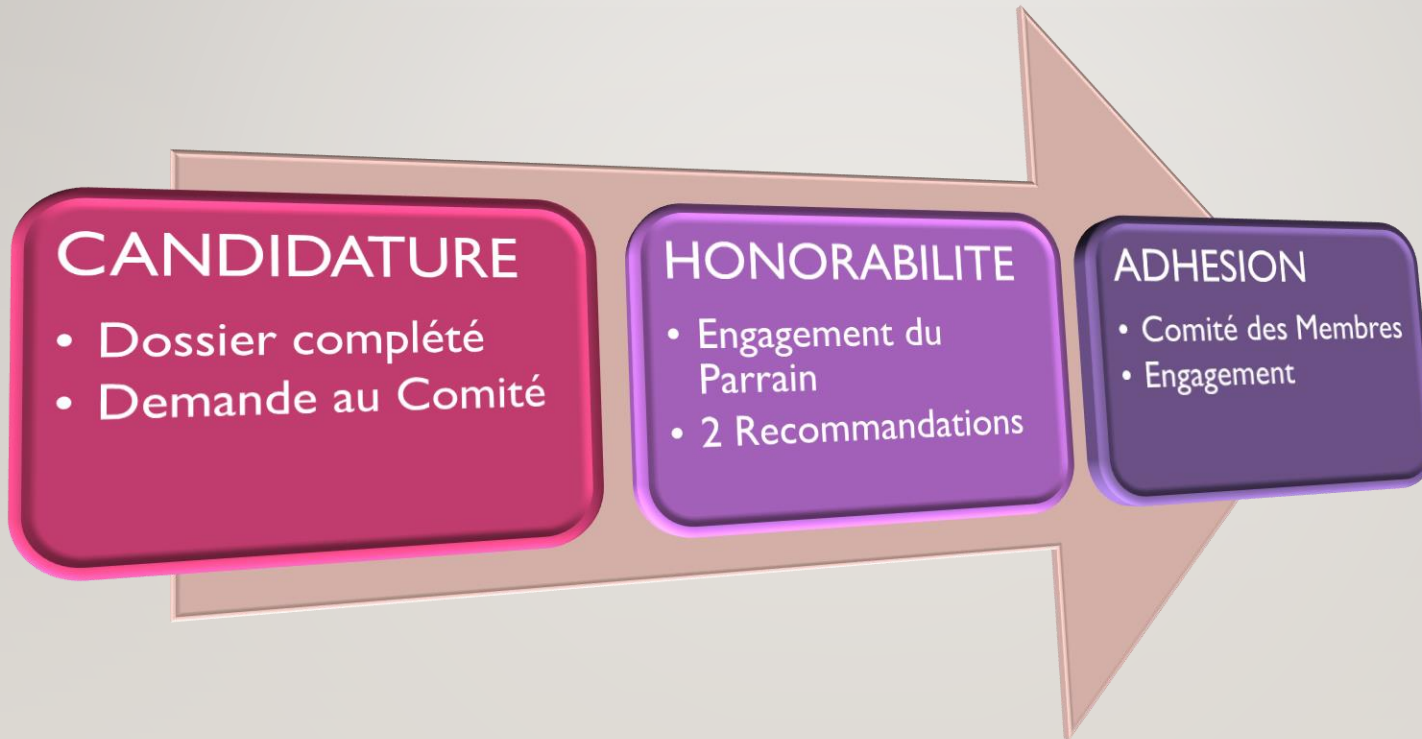 CANDIDATURE
• Dossier complété
• Demande au Comité
HONORABILITE
• Engagement du
Parrain
• 2 Recommandations
ADHESION
• Comité des Membres
• Engagement